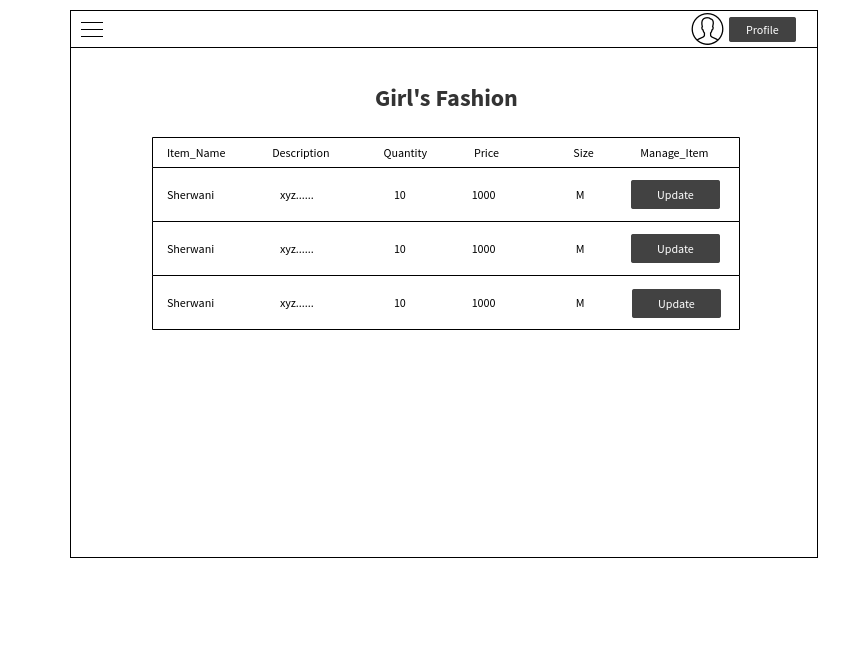 Profile
Girl's Fashion
Item_Name Description Quantity Price Size Manage_Item
Sherwani xyz...... 10 1000 M Update
Sherwani xyz...... 10 1000 M Update
Sherwani xyz...... 10 1000 M Update